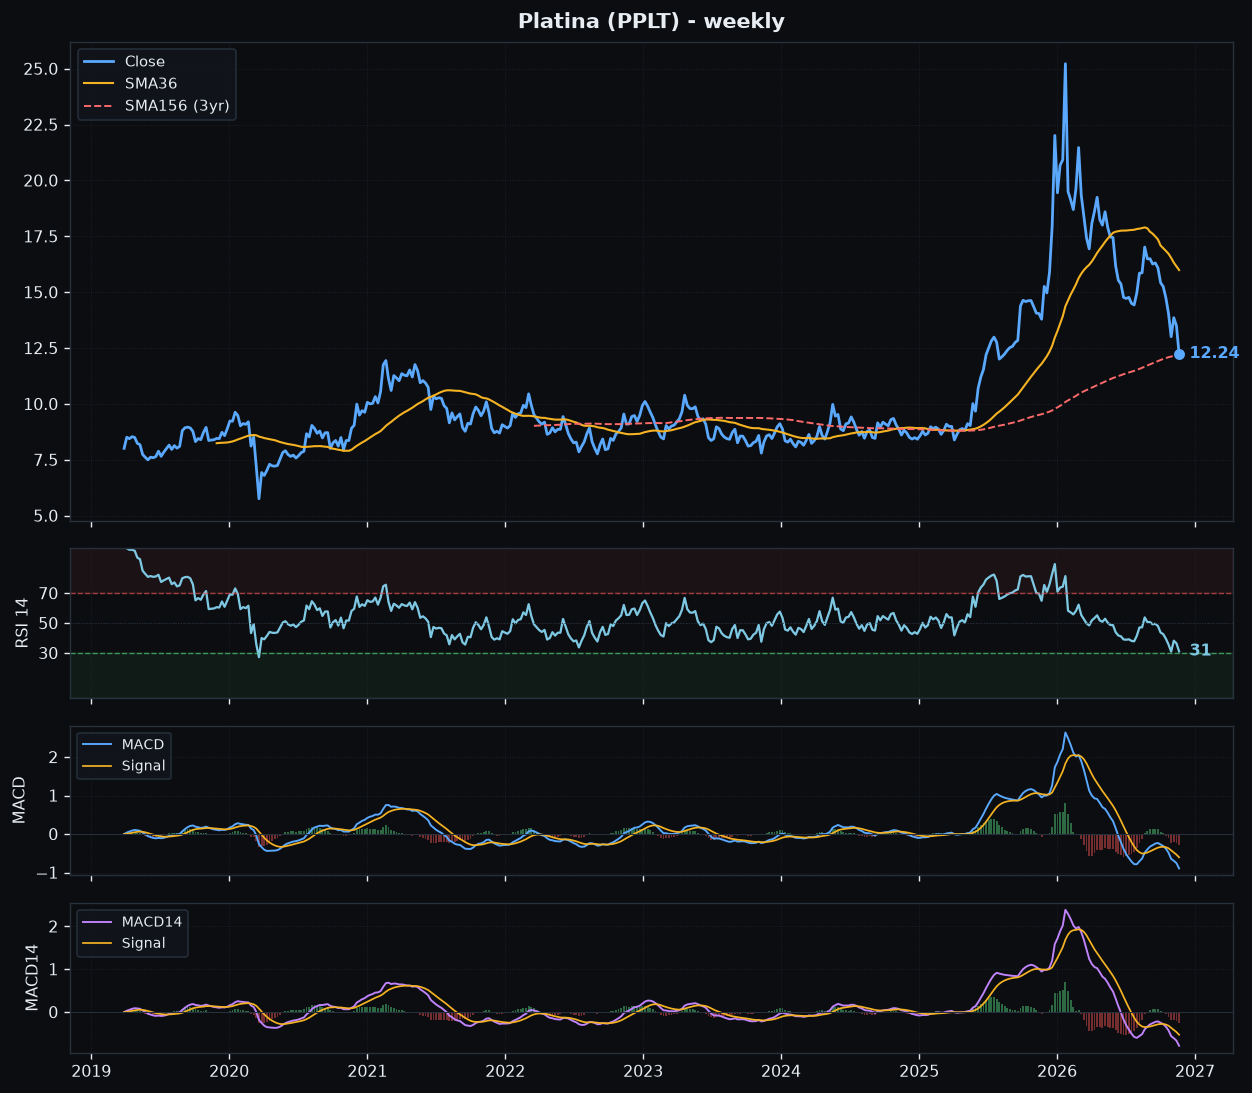 Platina (PPLT) - weekly
Close
SMA36
SMA156 (3yr)
25.0
22.5
20.0
17.5
15.0
12.5
10.0
7.5
5.0
12.24
RSI 14
70
50
30
31
MACD
MACD
Signal
2
1
0
−1
MACD14
MACD14
Signal
2
1
0
2019 2020 2021 2022 2023 2024 2025 2026 2027